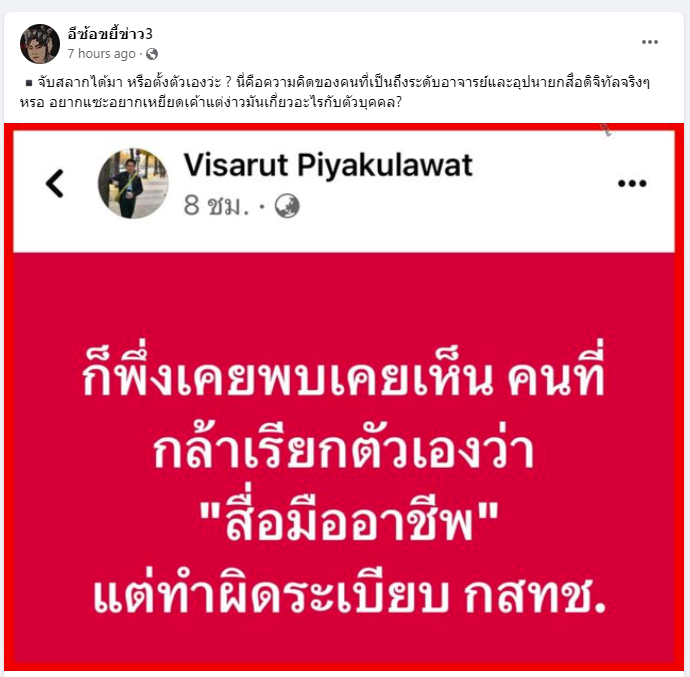 อีซ้อขยี้ข่าว3
7 hours ago ·
▪จับสลากได้มา หรือตั้งตัวเองว่ะ ? นี่คือความคิดของคนที่เป็นถึงระดับอาจารย์และอุปนายกสื่อดิจิทัลจริงๆ
หรอ อยากแซะอยากเหยียดเค้าแต่ง่าวมันเกี่ยวอะไรกับตัวบุคคล?
Visarut Piyakulawat
8 ชม. ·
ก็พึ่งเคยพบเคยเห็น คนที่
กล้าเรียกตัวเองว่า
"สื่อมืออาชีพ"
แต่ทำผิดระเบียบ กสทช.